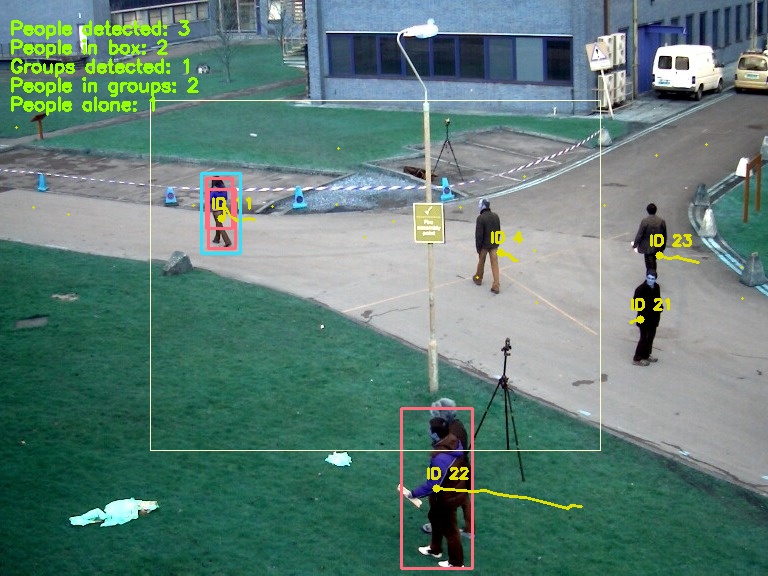 People detected: 3
People in box: 2
Groups detected: 1
People in groups: 2
People alone: 1
ID 1
ID 4
ID 23
ID 21
ID 22